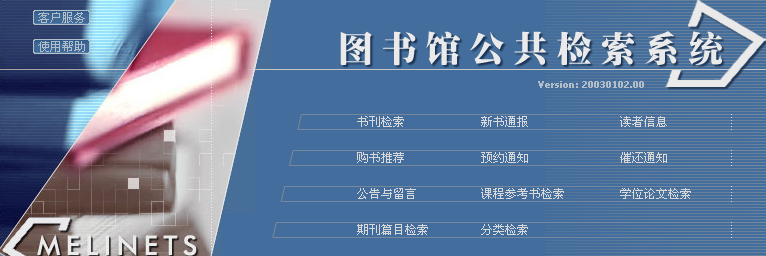 客户服务
使用帮助
图书馆公共检索系统
Version: 20030102.00
书刊检索 新书通报 读者信息
购书推荐 预约通知 催还通知
公告与留言 课程参考书检索 学位论文检索
期刊篇目检索 分类检索
MELINETS